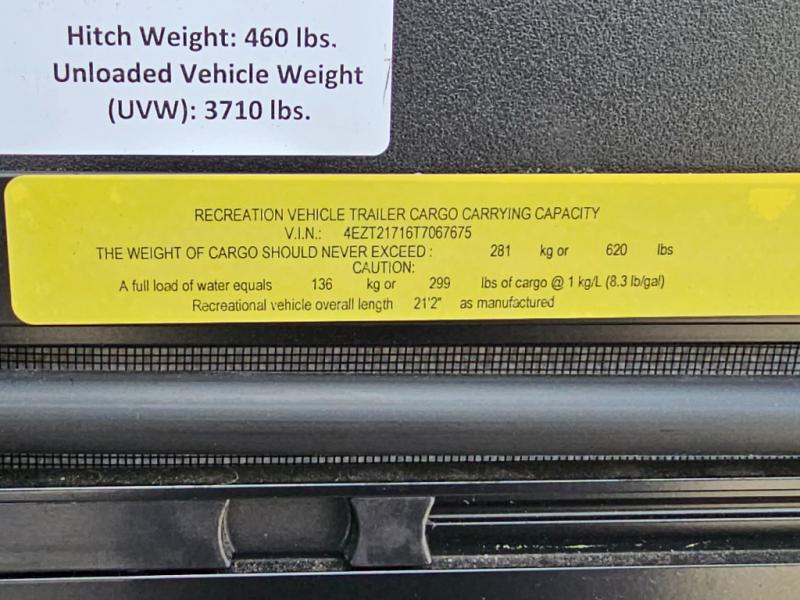 Hitch Weight: 460 lbs.
Unloaded Vehicle Weight
(UVW): 3710 lbs.
RECREATION VEHICLE TRAILER CARGO CARRYING CAPACITY
V.I.N.: 4EZT21716T7067675
THE WEIGHT OF CARGO SHOULD NEVER EXCEED : 281 kg or 620 lbs
CAUTION:
A full load of water equals 136 kg or 299 lbs of cargo @ 1 kg/L (8.3 lb/gal)
Recreational vehicle overall length 21'2" as manufactured